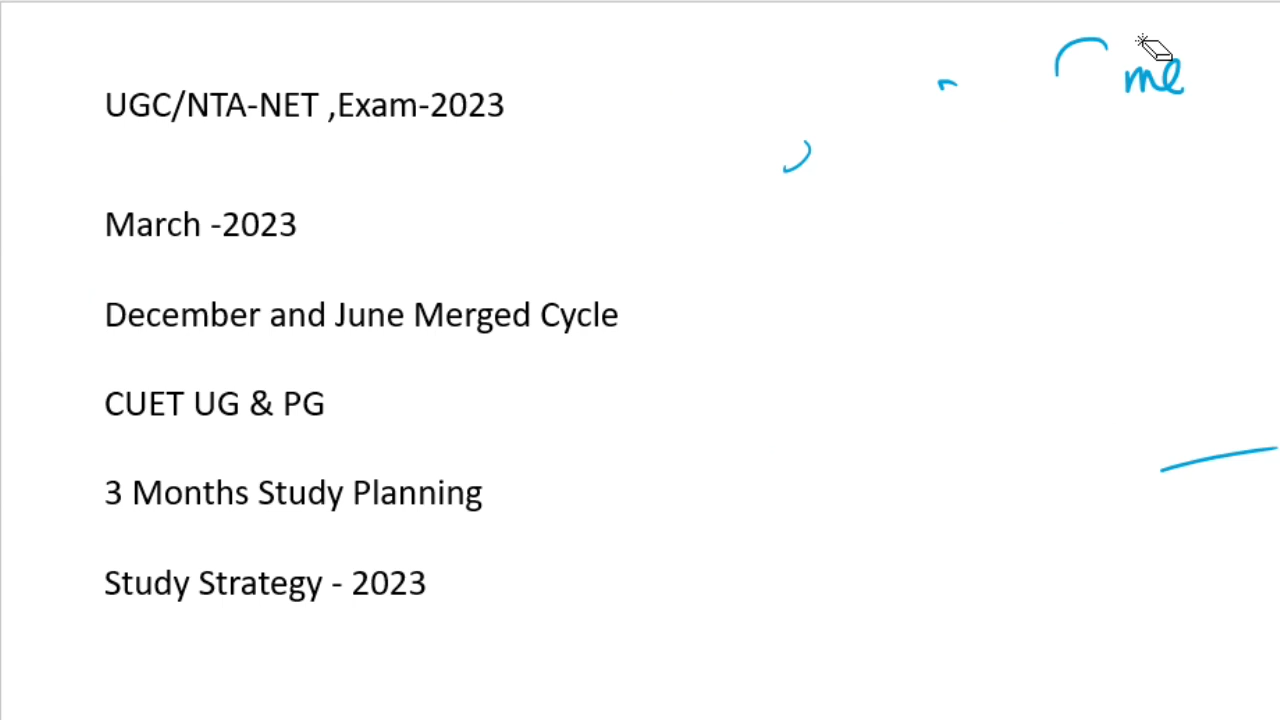 UGC/NTA-NET ,Exam-2023
me
March -2023
December and June Merged Cycle
CUET UG & PG
3 Months Study Planning
Study Strategy - 2023